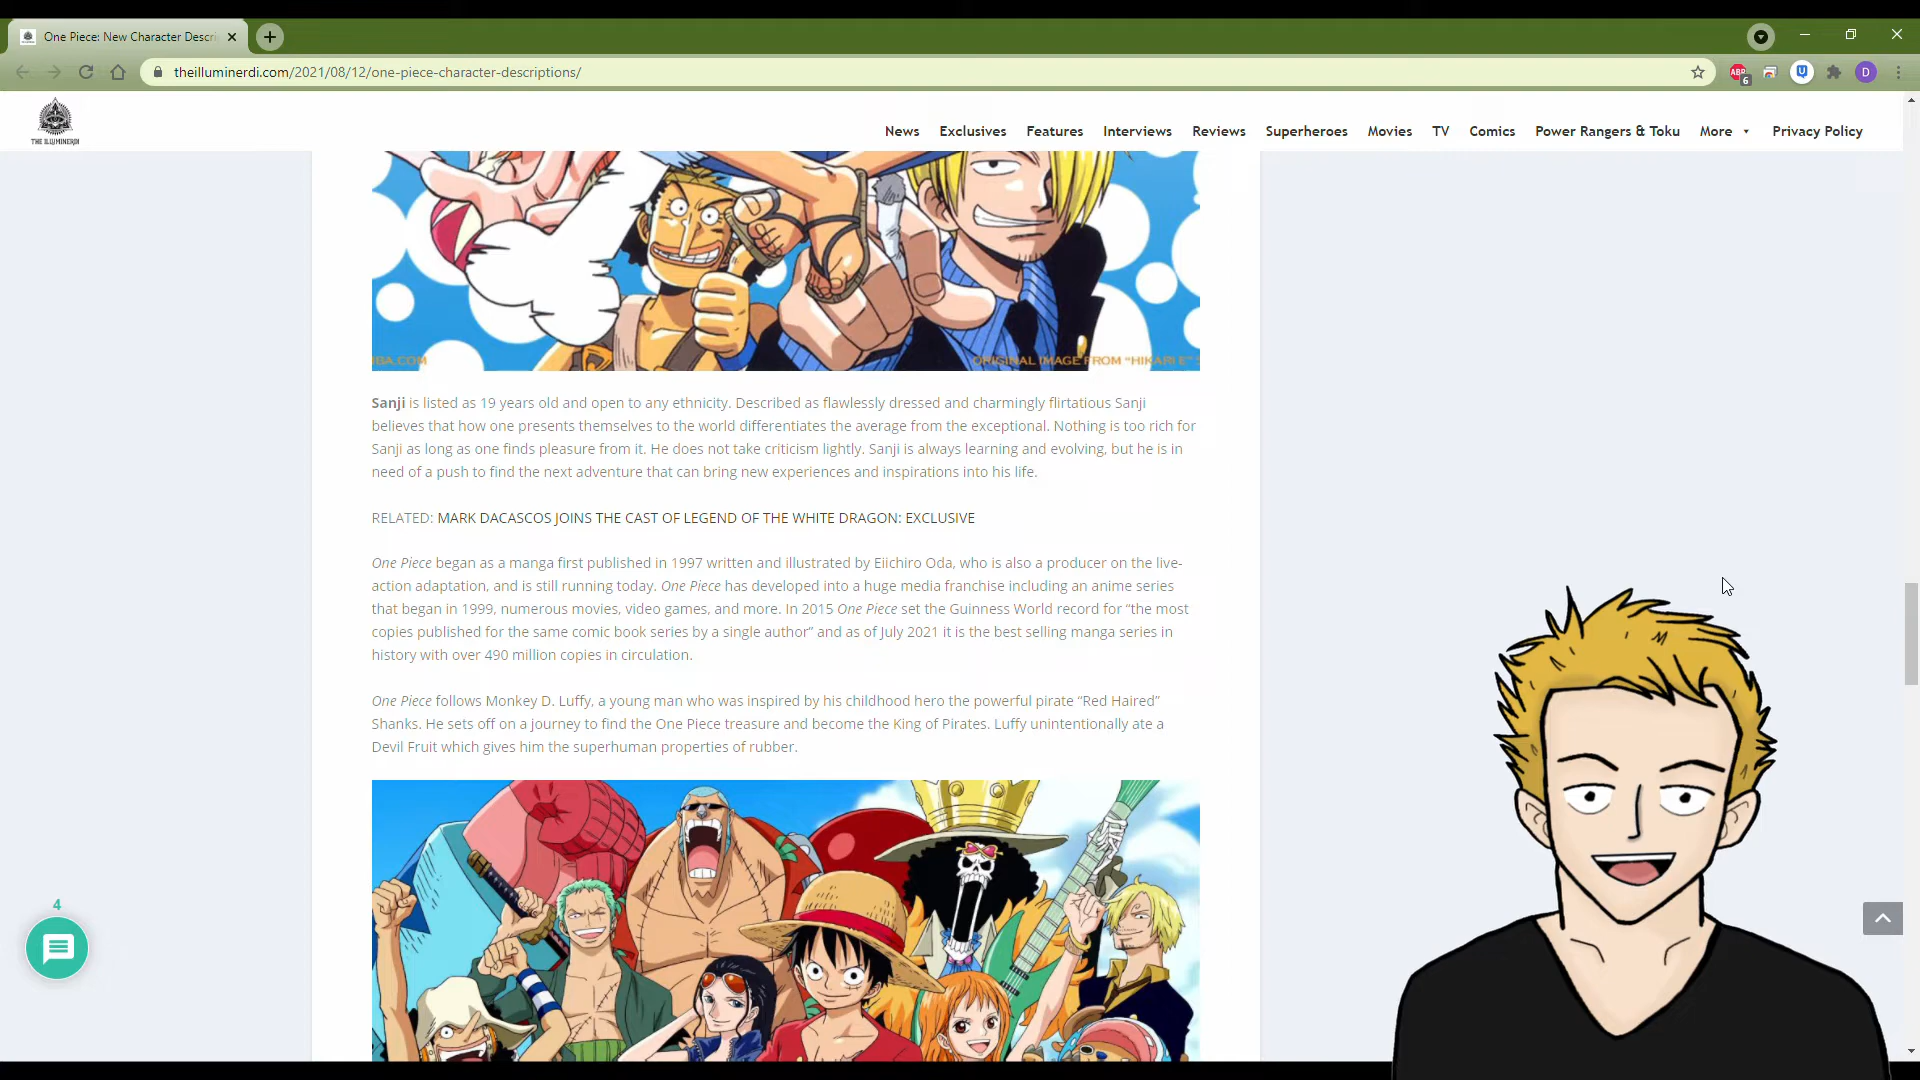 One Piece: New Character Descri
theilluminerdi.com/2021/08/12/one-piece-character-descriptions/
ABP
6
D
THE ILLUMINERDI
News Exclusives Features Interviews Reviews Superheroes Movies TV Comics Power Rangers & Toku More Privacy Policy
BA.COM
ORIGINAL IMAGE FROM "HIKARI E"
Sanji is listed as 19 years old and open to any ethnicity. Described as flawlessly dressed and charmingly flirtatious Sanji
believes that how one presents themselves to the world differentiates the average from the exceptional. Nothing is too rich for
Sanji as long as one finds pleasure from it. He does not take criticism lightly. Sanji is always learning and evolving, but he is in
need of a push to find the next adventure that can bring new experiences and inspirations into his life.
RELATED: MARK DACASCOS JOINS THE CAST OF LEGEND OF THE WHITE DRAGON: EXCLUSIVE
One Piece began as a manga first published in 1997 written and illustrated by Eiichiro Oda, who is also a producer on the live-
action adaptation, and is still running today. One Piece has developed into a huge media franchise including an anime series
that began in 1999, numerous movies, video games, and more. In 2015 One Piece set the Guinness World record for “the most
copies published for the same comic book series by a single author” and as of July 2021 it is the best selling manga series in
history with over 490 million copies in circulation.
One Piece follows Monkey D. Luffy, a young man who was inspired by his childhood hero the powerful pirate “Red Haired”
Shanks. He sets off on a journey to find the One Piece treasure and become the King of Pirates. Luffy unintentionally ate a
Devil Fruit which gives him the superhuman properties of rubber.
4